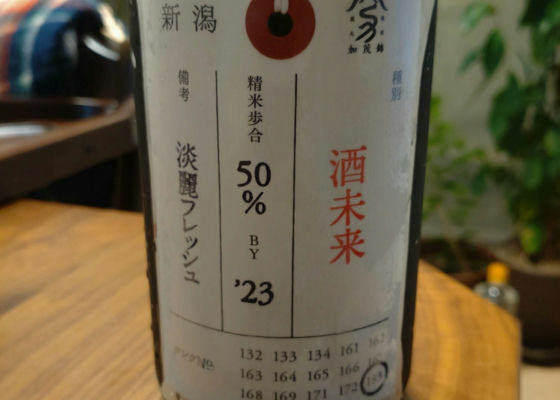 新潟
加茂錦
種別
酒未来
精米歩合
50
%
BY
'23
備考
淡麗フレッシュ
タンクNo
132 133 134 161 162
163 164 165 166
168 169 171 172 183